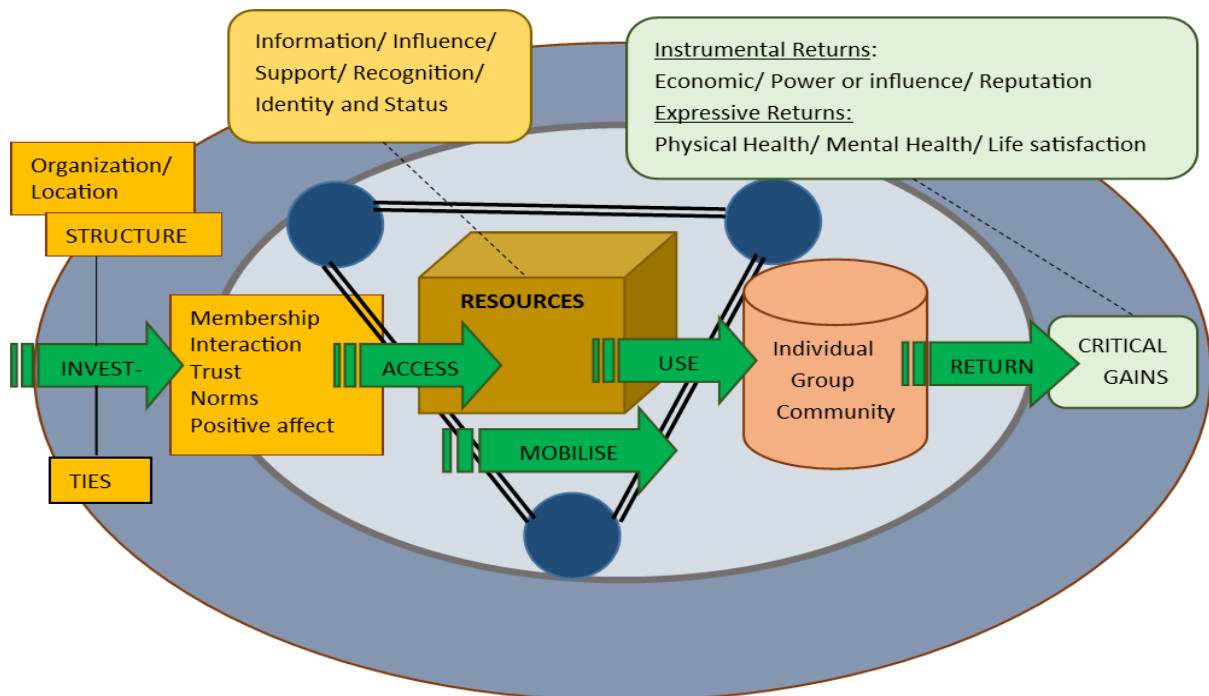 Information/ Influence/
Support/ Recognition/
Identity and Status
Instrumental Returns:
Economic/ Power or influence/ Reputation
Expressive Returns:
Physical Health/ Mental Health/ Life satisfaction
Organization/
Location
STRUCTURE
INVEST-
TIES
Membership
Interaction
Trust
Norms
Positive affect
ACCESS
RESOURCES
MOBILISE
USE
Individual
Group
Community
RETURN
CRITICAL
GAINS